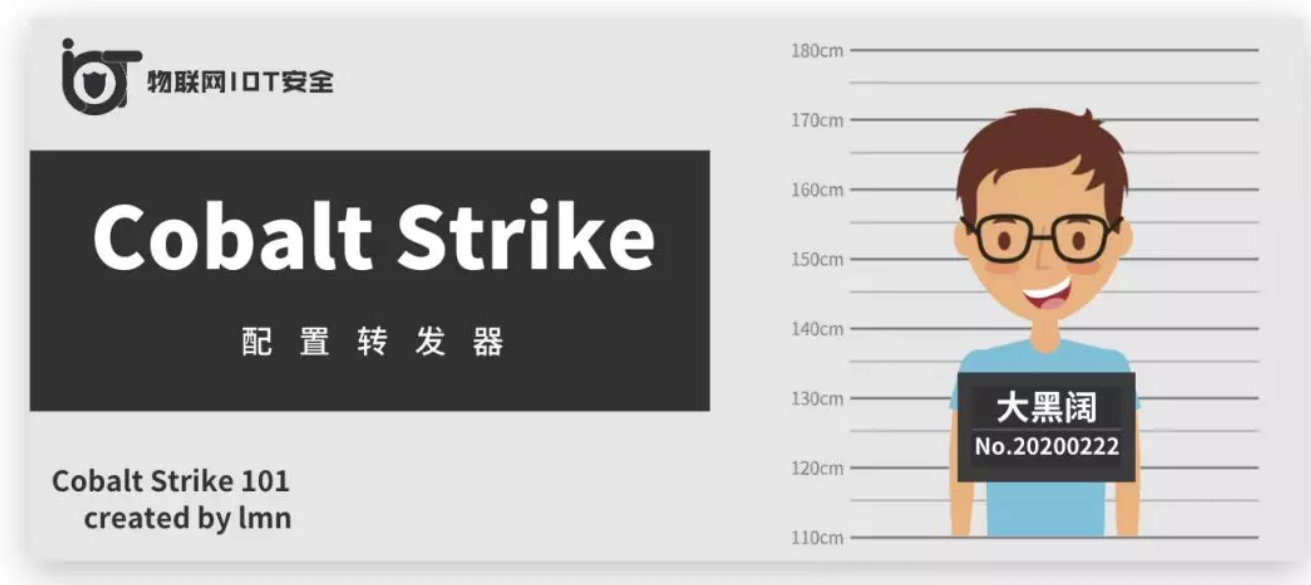 物联网IOT安全
Cobalt Strike
配置转发器
Cobalt Strike 101
created by lmn
180cm
170cm
160cm
150cm
140cm
130cm
120cm
110cm
大黑阔
No.20200222